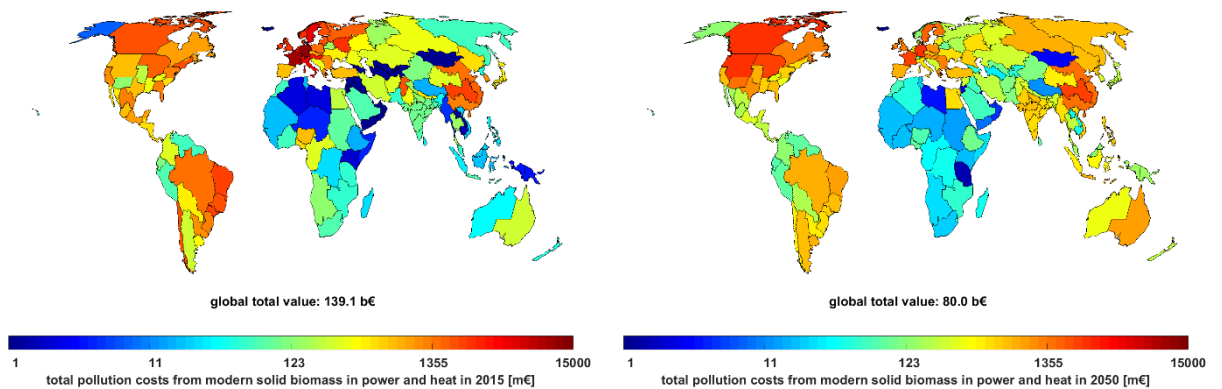 global total value: 139.1 b€
1 11 123 1355 15000
total pollution costs from modern solid biomass in power and heat in 2015 [m€]
global total value: 80.0 b€
1 11 123 1355 15000
total pollution costs from modern solid biomass in power and heat in 2050 [m€]